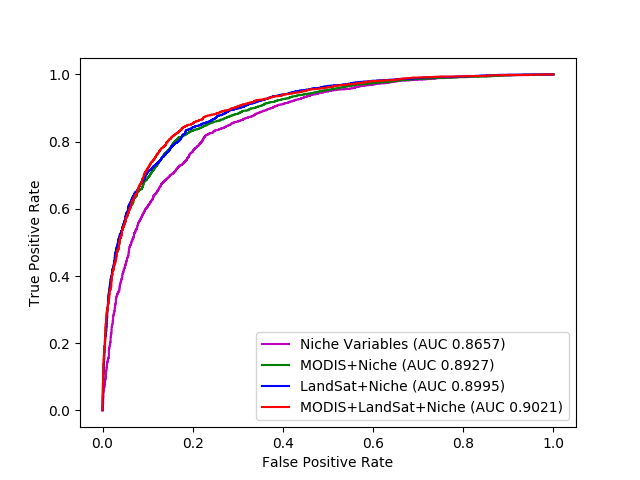 1.0
0.8
0.6
0.4
0.2
0.0
True Positive Rate
Niche Variables (AUC 0.8657)
MODIS+Niche (AUC 0.8927)
LandSat+Niche (AUC 0.8995)
MODIS+LandSat+Niche (AUC 0.9021)
0.0 0.2 0.4 0.6 0.8 1.0
False Positive Rate